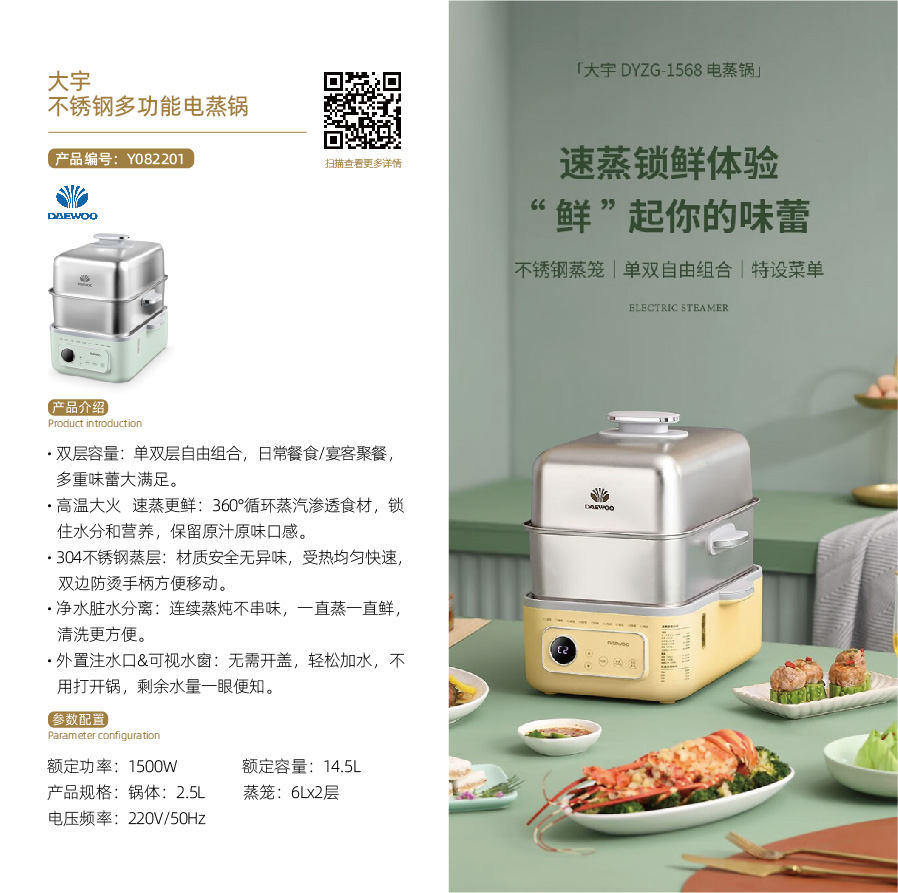 大宇
不锈钢多功能电蒸锅
产品编号：Y082201
扫描查看更多详情
DAEWOO
产品介绍
Product introduction
• 双层容量：单双层自由组合，日常餐食/宴客聚餐，
多重味蕾大满足。
• 高温大火 速蒸更鲜：360°循环蒸汽渗透食材，锁
住水分和营养，保留原汁原味口感。
• 304不锈钢蒸层：材质安全无异味，受热均匀快速，
双边防烫手柄方便移动。
• 净水脏水分离：连续蒸炖不串味，一直蒸一直鲜，
清洗更方便。
• 外置注水口&可视水窗：无需开盖，轻松加水，不
用打开锅，剩余水量一眼便知。
参数配置
Parameter configuration
额定功率：1500W 额定容量：14.5L
产品规格：锅体：2.5L 蒸笼：6Lx2层
电压频率：220V/50Hz
「大宇 DYZG-1568 电蒸锅」
速蒸锁鲜体验
“鲜”起你的味蕾
不锈钢蒸笼｜单双自由组合｜特设菜单
ELECTRIC STEAMER
DAEWOO
DAEWOO